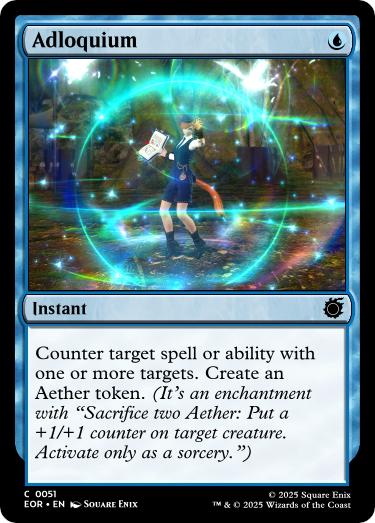 Adloquium
Instant
Counter target spell or ability with
one or more targets. Create an
Aether token. (It's an enchantment
with “Sacrifice two Aether: Put a
+1/+1 counter on target creature.
Activate only as a sorcery.”)
C 0051
EOR • EN Square Enix
© 2025 Square Enix
™ & © 2025 Wizards of the Coast